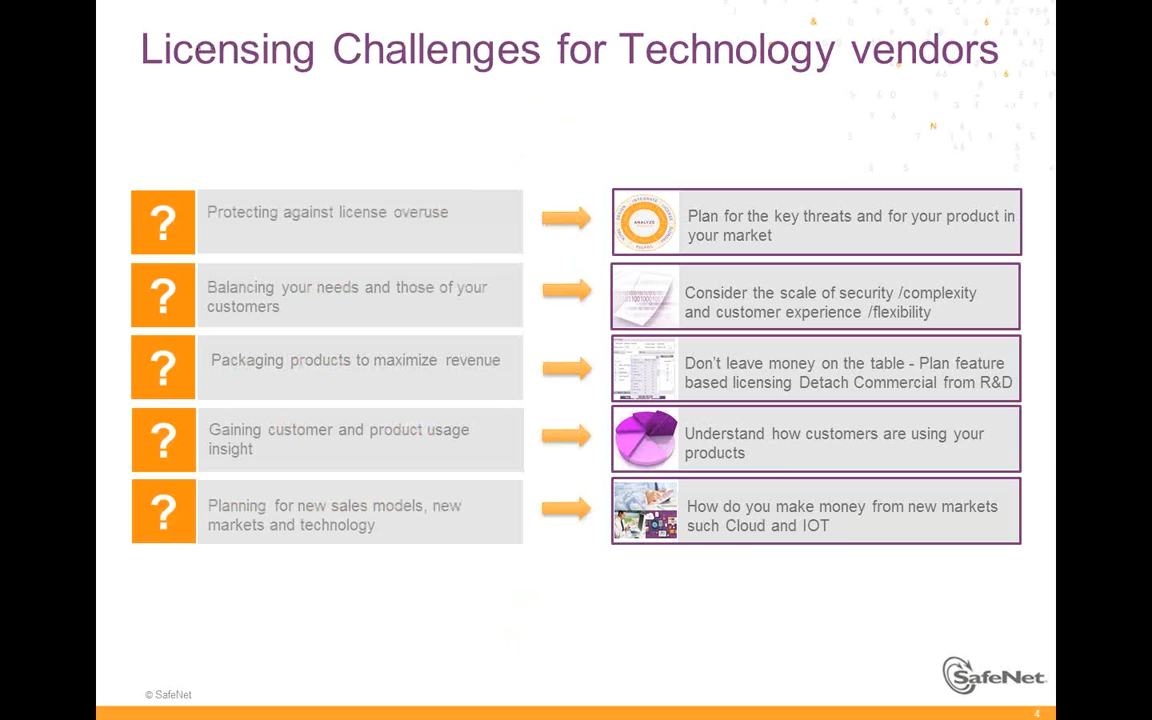 Licensing Challenges for Technology vendors
?
Protecting against license overuse
Plan for the key threats and for your product in
your market
?
Balancing your needs and those of your
customers
Consider the scale of security /complexity
and customer experience /flexibility
?
Packaging products to maximize revenue
Don't leave money on the table - Plan feature
based licensing Detach Commercial from R&D
?
Gaining customer and product usage
insight
Understand how customers are using your
products
?
Planning for new sales models, new
markets and technology
How do you make money from new markets
such Cloud and IOT
ANALYZE
© SafeNet
SafeNet
4